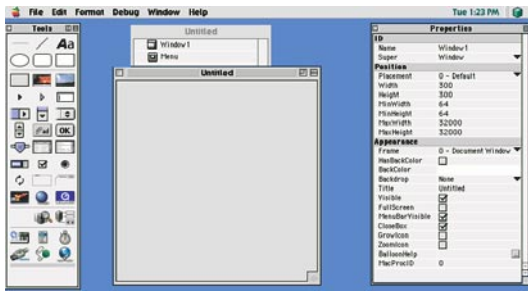 File Edit Format Debug Window Help
Tue 1:23 PM
Tools
Aa
OK
Untitled
Window1
Menu
Untitled
Properties
ID
Name Window1
Super Window
Position
Placement 0 - Default
Width 300
Height 300
MinWidth 64
MinHeight 64
MaxWidth 32000
MaxHeight 32000
Appearance
Frame 0 - Document Window
HasBackColor
BackColor
Backdrop None
Title Untitled
Visible
FullScreen
MenuBarVisible
CloseBox
GrowIcon
ZoomIcon
BalloonHelp
MacProcID 0